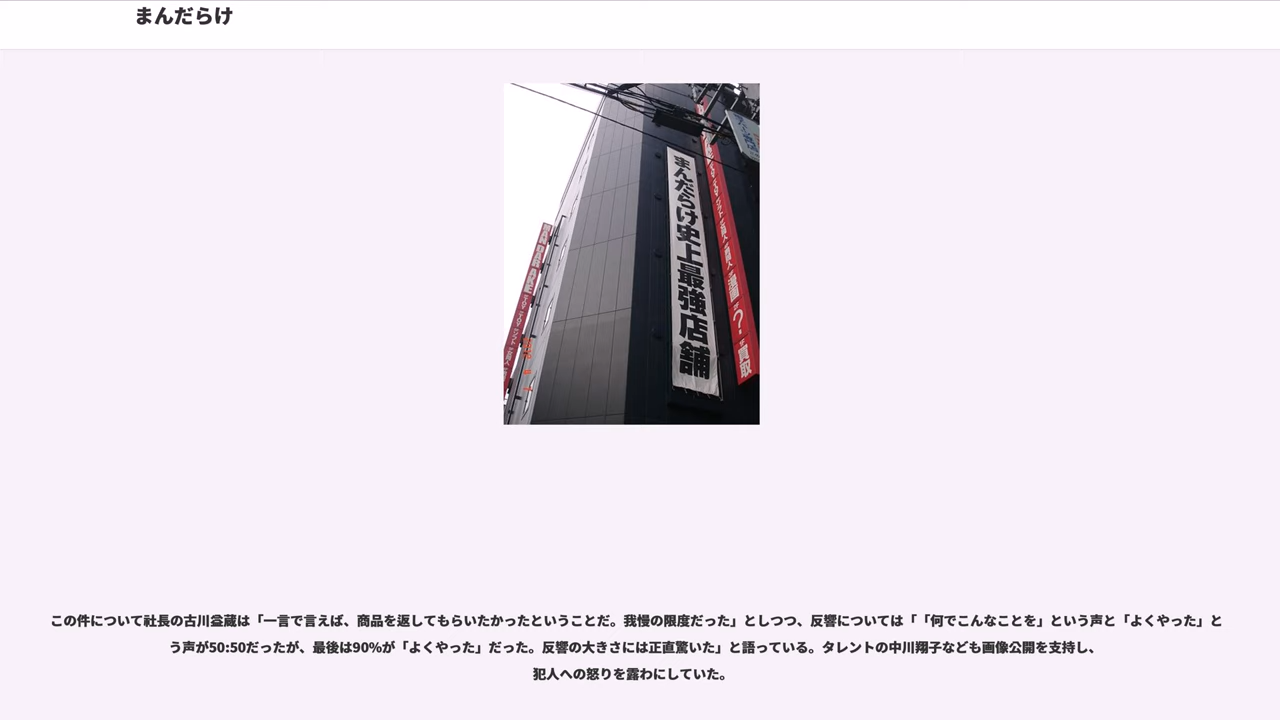 まんだらけ
まんだらけ史上最強店舗
買取
この件について社長の古川益蔵は「一言で言えば、商品を返してもらいたかったということだ。我慢の限度だった」としつつ、反響については「「何でこんなことを」という声と「よくやった」と
う声が50:50だったが、最後は90%が「よくやった」だった。反響の大きさには正直驚いた」と語っている。タレントの中川翔子なども画像公開を支持し、
犯人への怒りを露わにしていた。